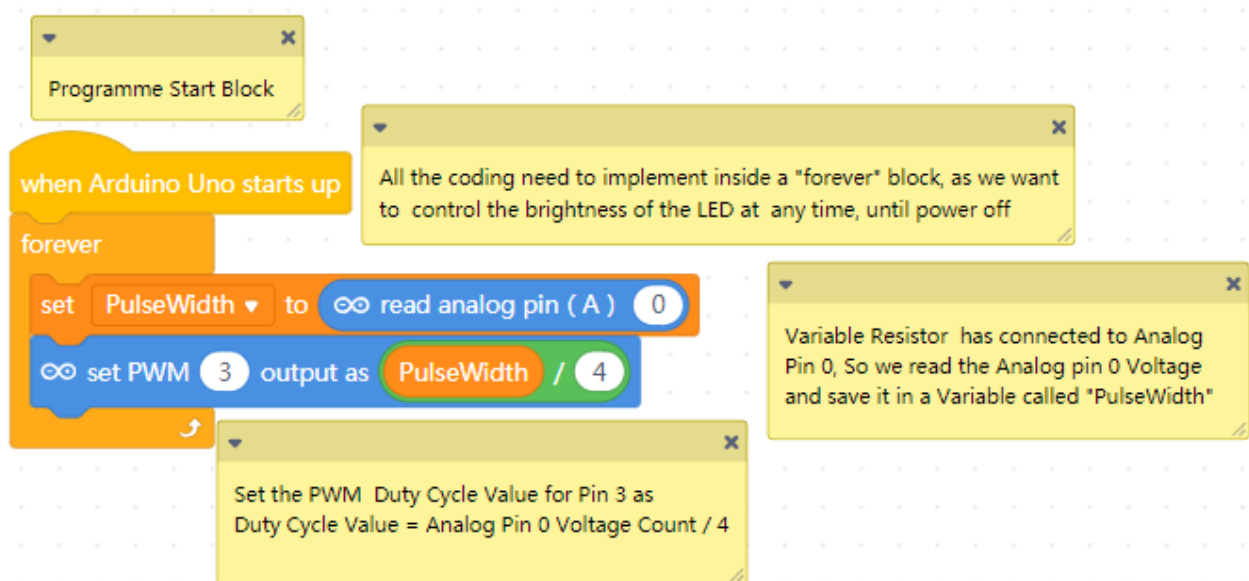 Programme Start Block
when Arduino Uno starts up
All the coding need to implement inside a "forever" block, as we want
to control the brightness of the LED at any time, until power off
forever
set PulseWidth to read analog pin ( A ) 0
set PWM 3 output as PulseWidth / 4
Variable Resistor has connected to Analog
Pin 0, So we read the Analog pin 0 Voltage
and save it in a Variable called "PulseWidth"
Set the PWM Duty Cycle Value for Pin 3 as
Duty Cycle Value = Analog Pin 0 Voltage Count / 4